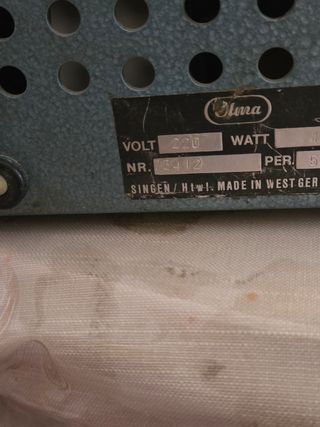 Elma
VOLT 220 WATT
NR. 5412 PER. 5
SINGEN/Htwl. MADE IN WEST GER